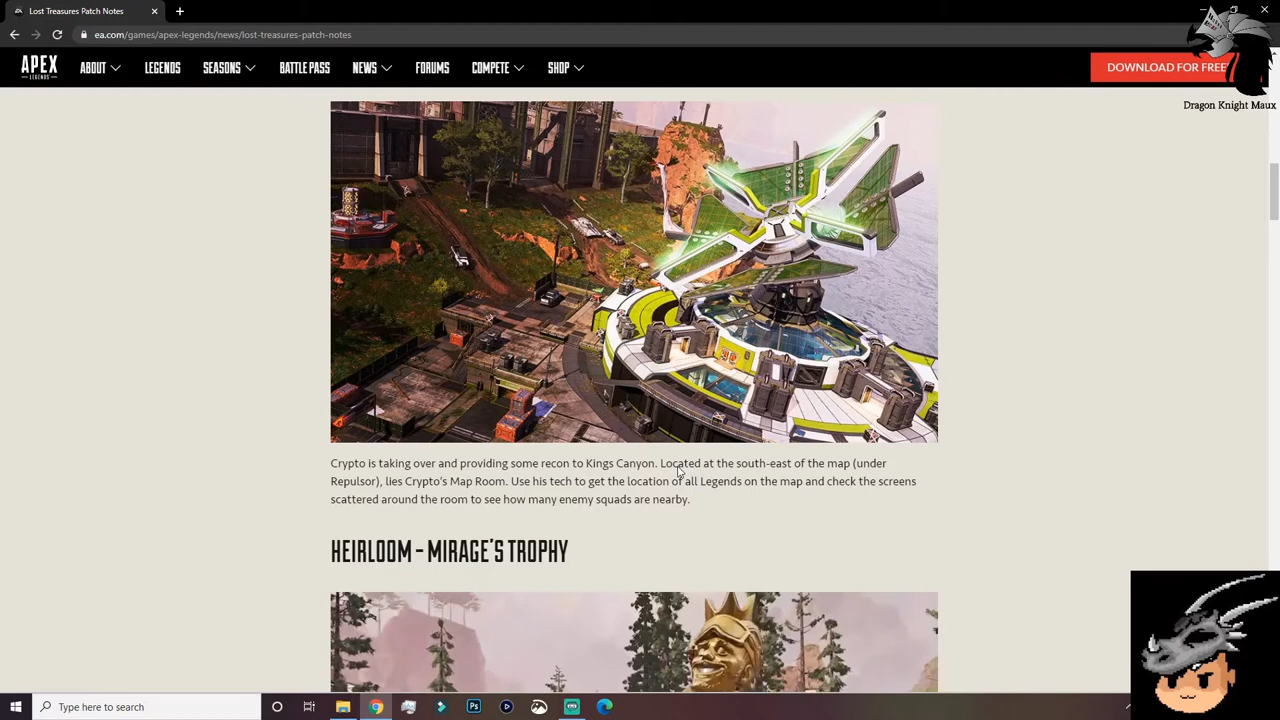 Lost Treasures Patch Notes
ea.com/games/apex-legends/news/lost-treasures-patch-notes
APEX
LEGENDS
ABOUT
LEGENDS
SEASONS
BATTLE PASS
NEWS
FORUMS
COMPETE
SHOP
DOWNLOAD FOR FREE
Dragon Knight Maux
Crypto is taking over and providing some recon to Kings Canyon. Located at the south-east of the map (under
Repulsor), lies Crypto's Map Room. Use his tech to get the location of all Legends on the map and check the screens
scattered around the room to see how many enemy squads are nearby.
HEIRLOOM - MIRAGE'S TROPHY
Type here to search
Ps